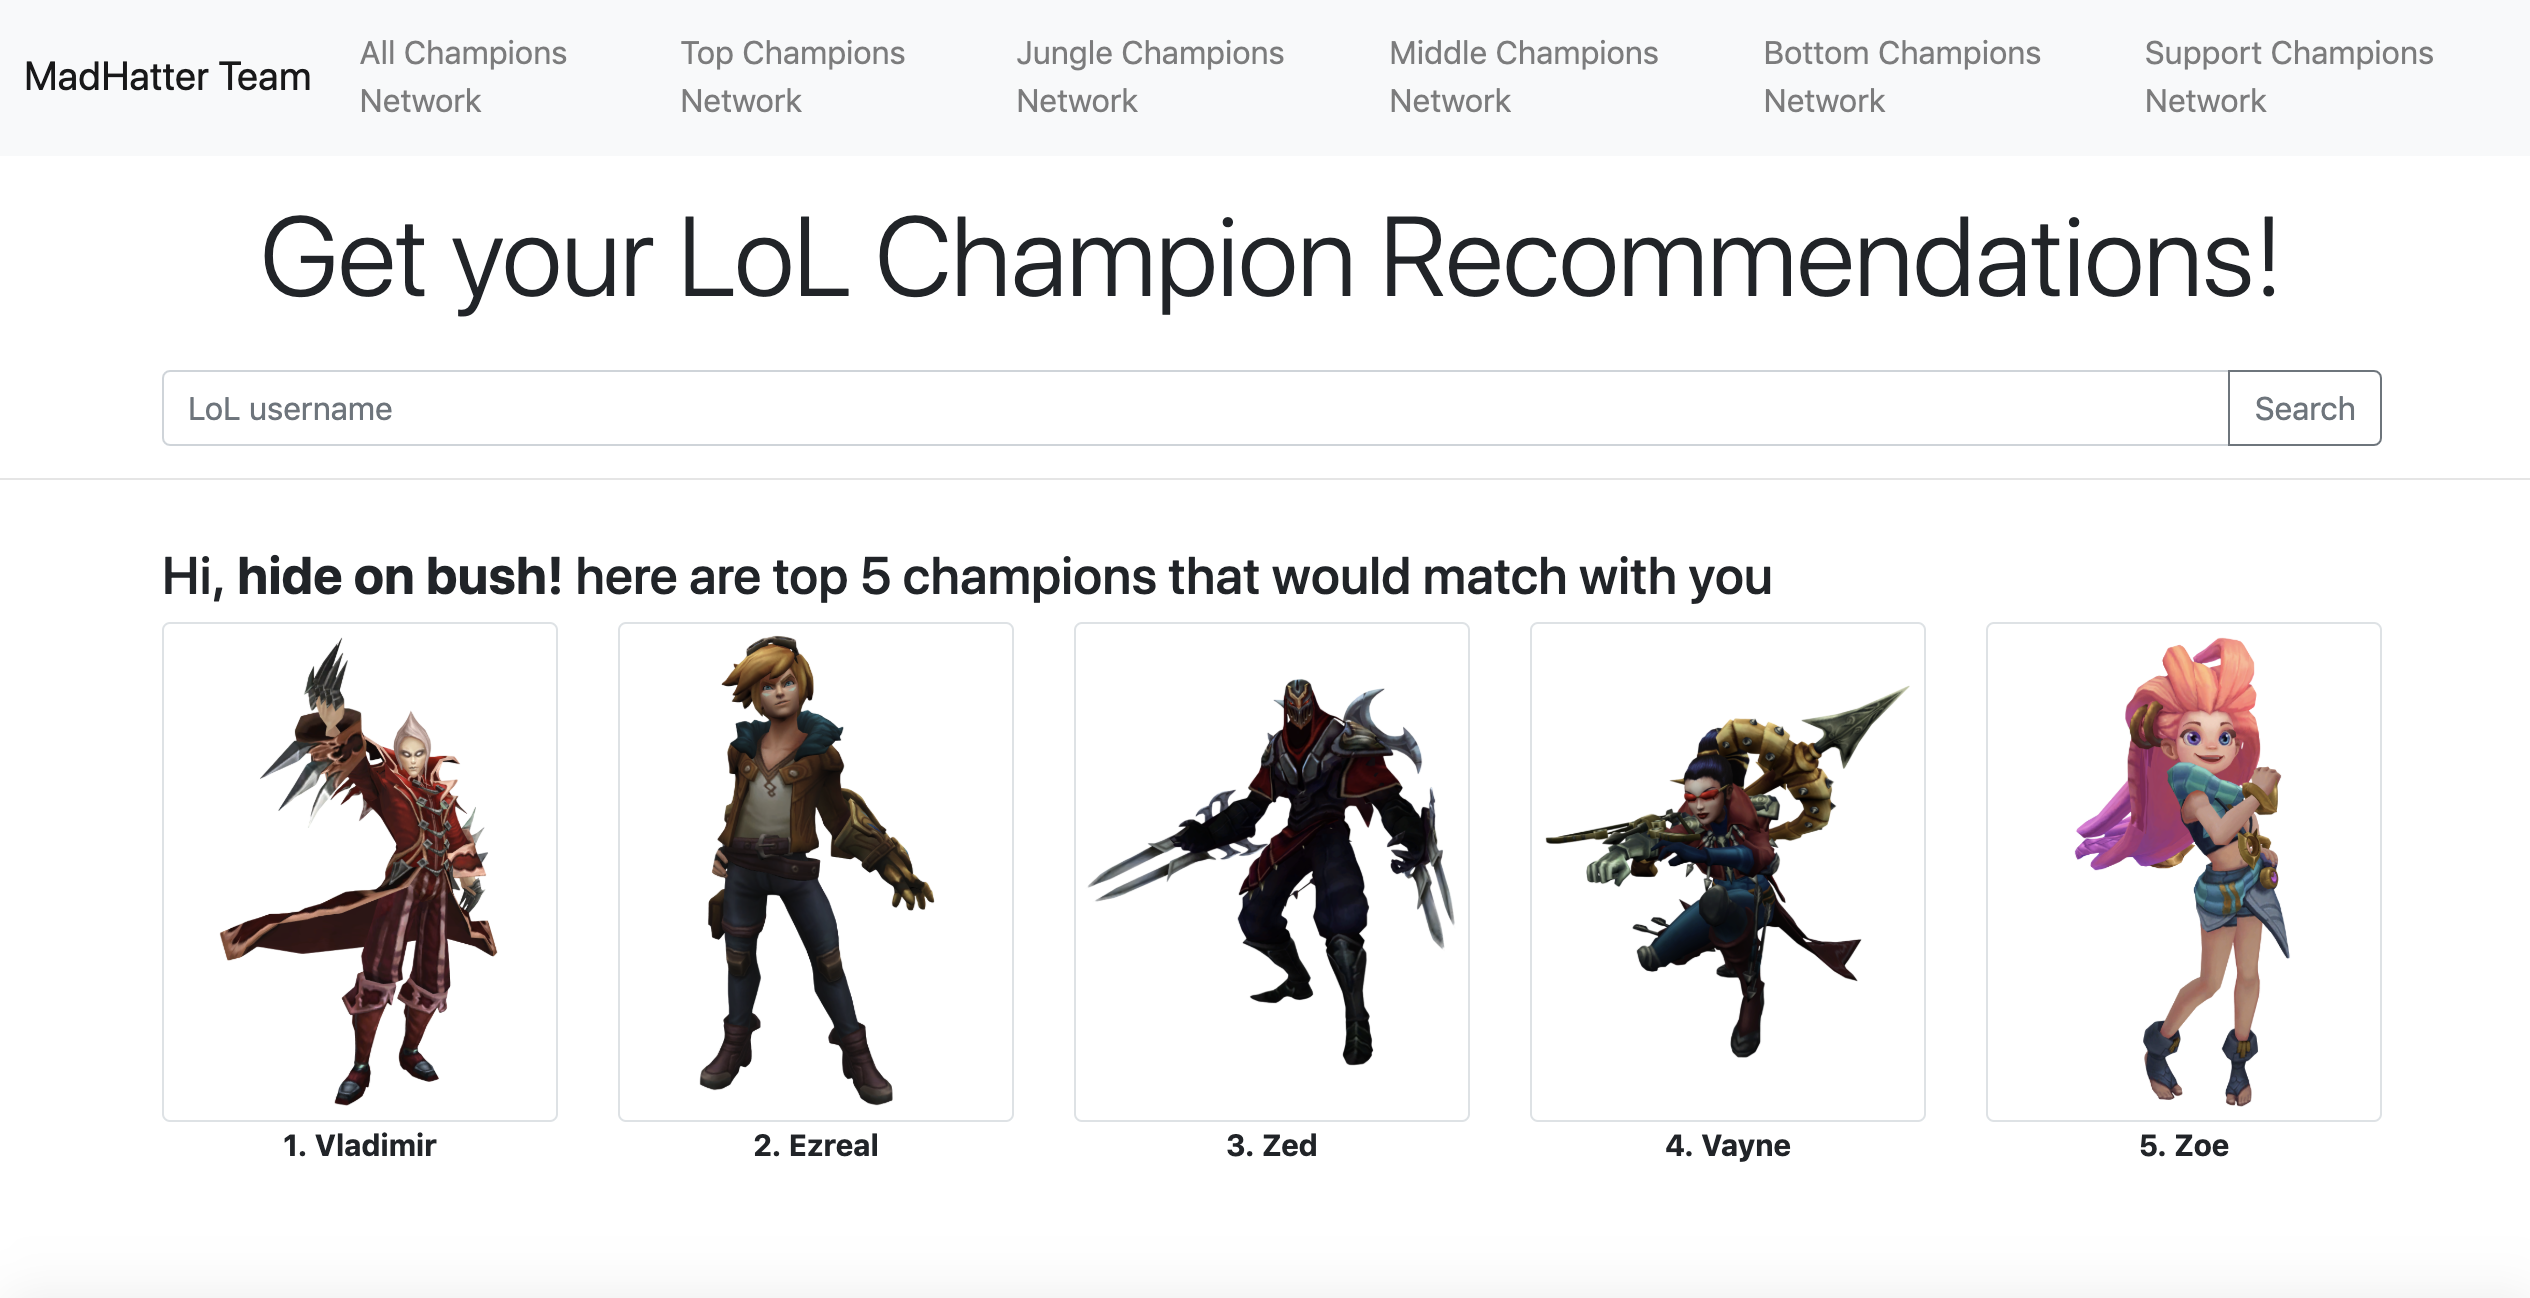 MadHatter Team
All Champions
Network
Top Champions
Network
Jungle Champions
Network
Middle Champions
Network
Bottom Champions
Network
Support Champions
Network
Get your LoL Champion Recommendations!
LoL username
Search
Hi, hide on bush! here are top 5 champions that would match with you
1. Vladimir
2. Ezreal
3. Zed
4. Vayne
5. Zoe